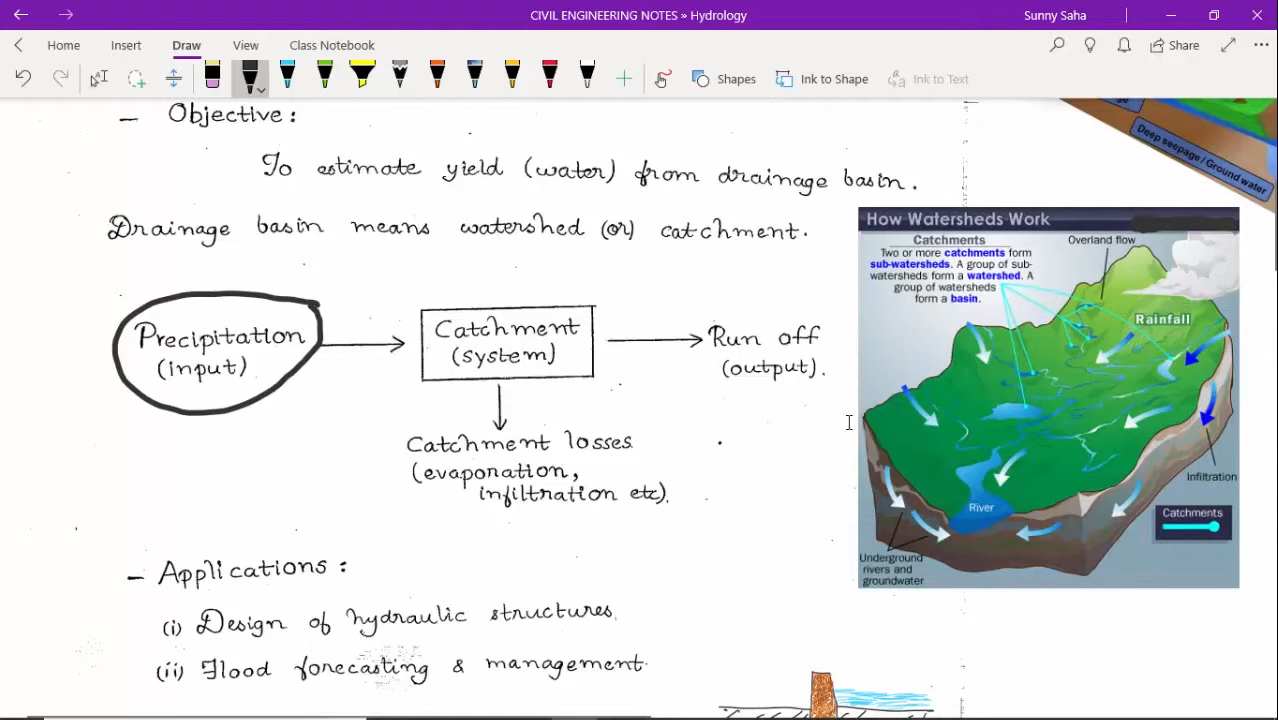 CIVIL ENGINEERING NOTES » Hydrology
Sunny Saha
Home Insert Draw View Class Notebook
Share
Shapes Ink to Shape Ink to Text
– Objective:
To estimate yield (water) from drainage basin.
Drainage basin means watershed (or) catchment.
Precipitation
(input)
Catchment
(system)
Run off
(output).
Catchment losses
(evaporation,
infiltration etc).
– Applications:
(i) Design of hydraulic structures.
(ii) Flood forecasting & management.
Deep seepage / Ground water
How Watersheds Work
Catchments
Two or more catchments form
sub-watersheds. A group of sub-
watersheds form a watershed. A
group of watersheds
form a basin.
Overland flow
Rainfall
Infiltration
River
Catchments
Underground
rivers and
groundwater